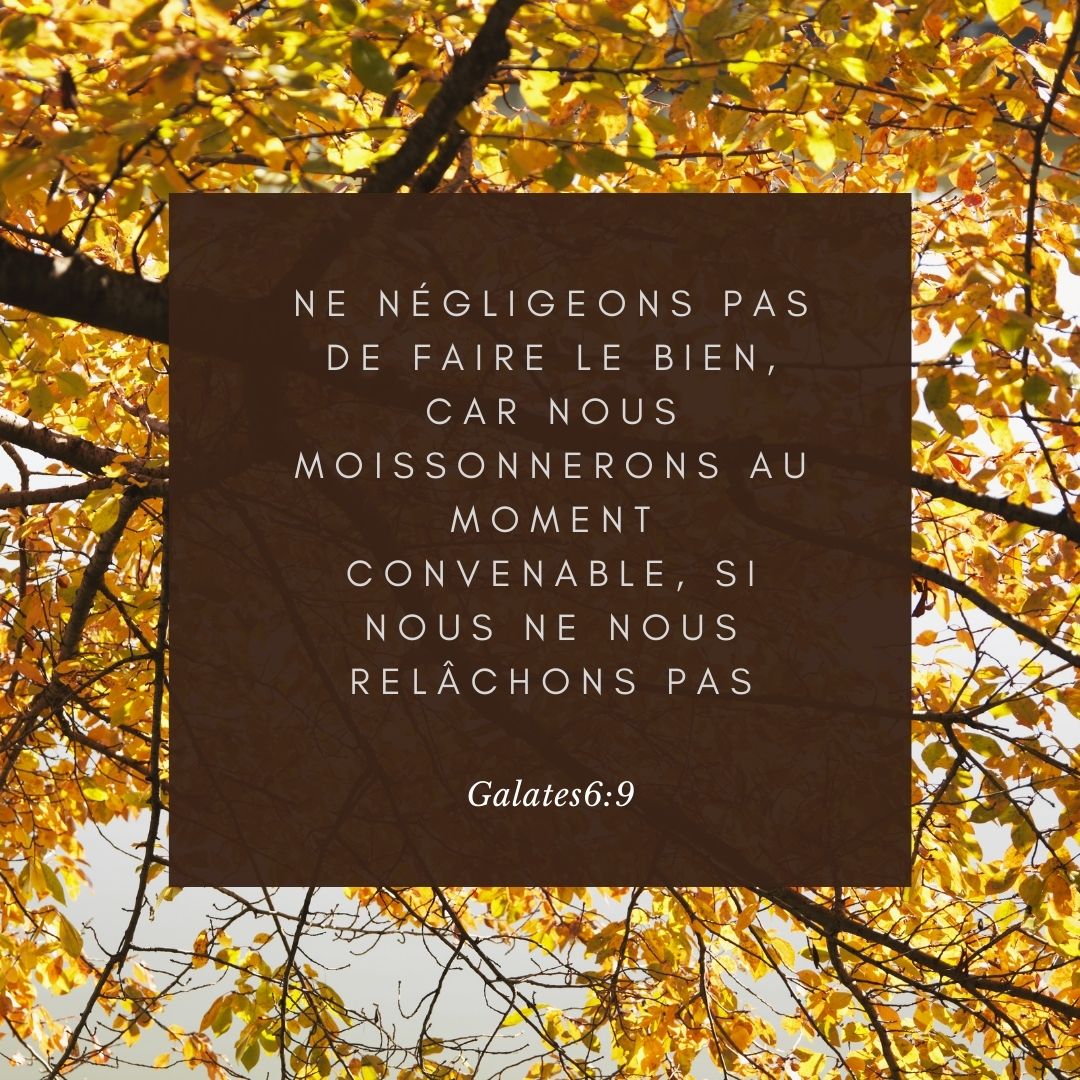 NE NÉGLIGEONS PAS
DE FAIRE LE BIEN,
CAR NOUS
MOISSONNERONS AU
MOMENT
CONVENABLE, SI
NOUS NE NOUS
RELÂCHONS PAS
Galates6:9